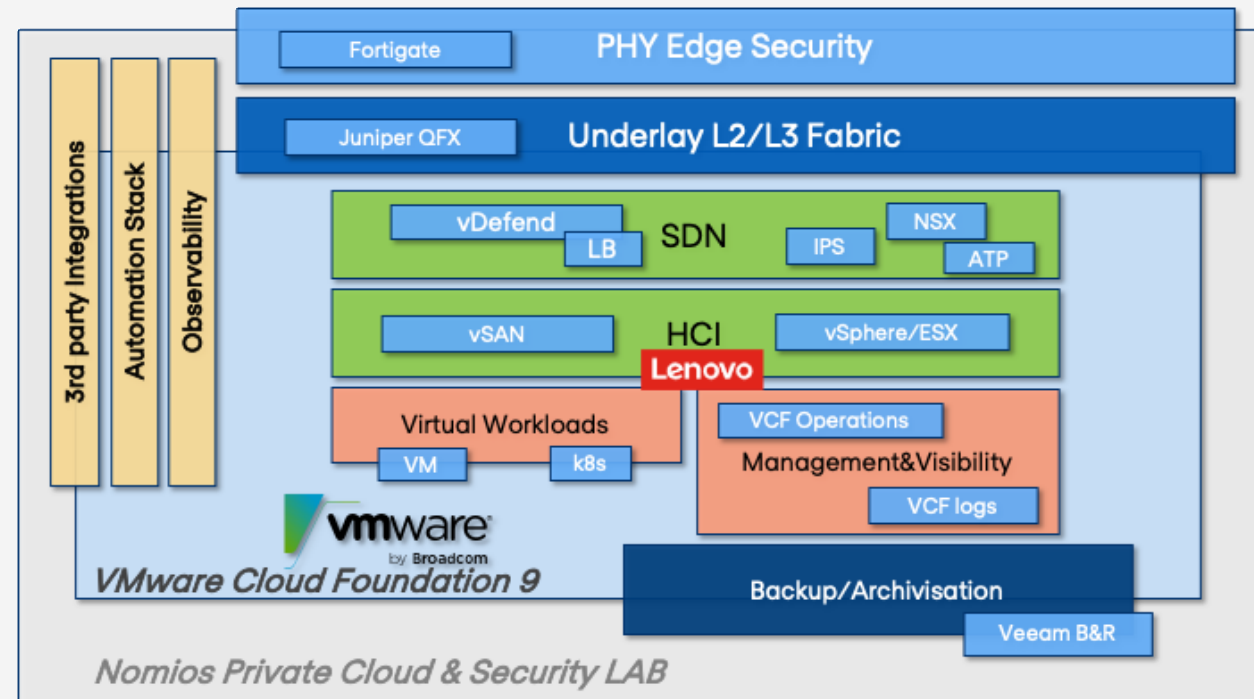 Fortigate
PHY Edge Security
Juniper QFX
Underlay L2/L3 Fabric
3rd party Integrations
Automation Stack
Observability
vDefend
LB
SDN
IPS
NSX
ATP
vSAN
HCI
vSphere/ESX
Lenovo
Virtual Workloads
VM
k8s
VCF Operations
Management&Visibility
VCF logs
vmware®
by Broadcom
VMware Cloud Foundation 9
Backup/Archivisation
Veeam B&R
Nomios Private Cloud & Security LAB